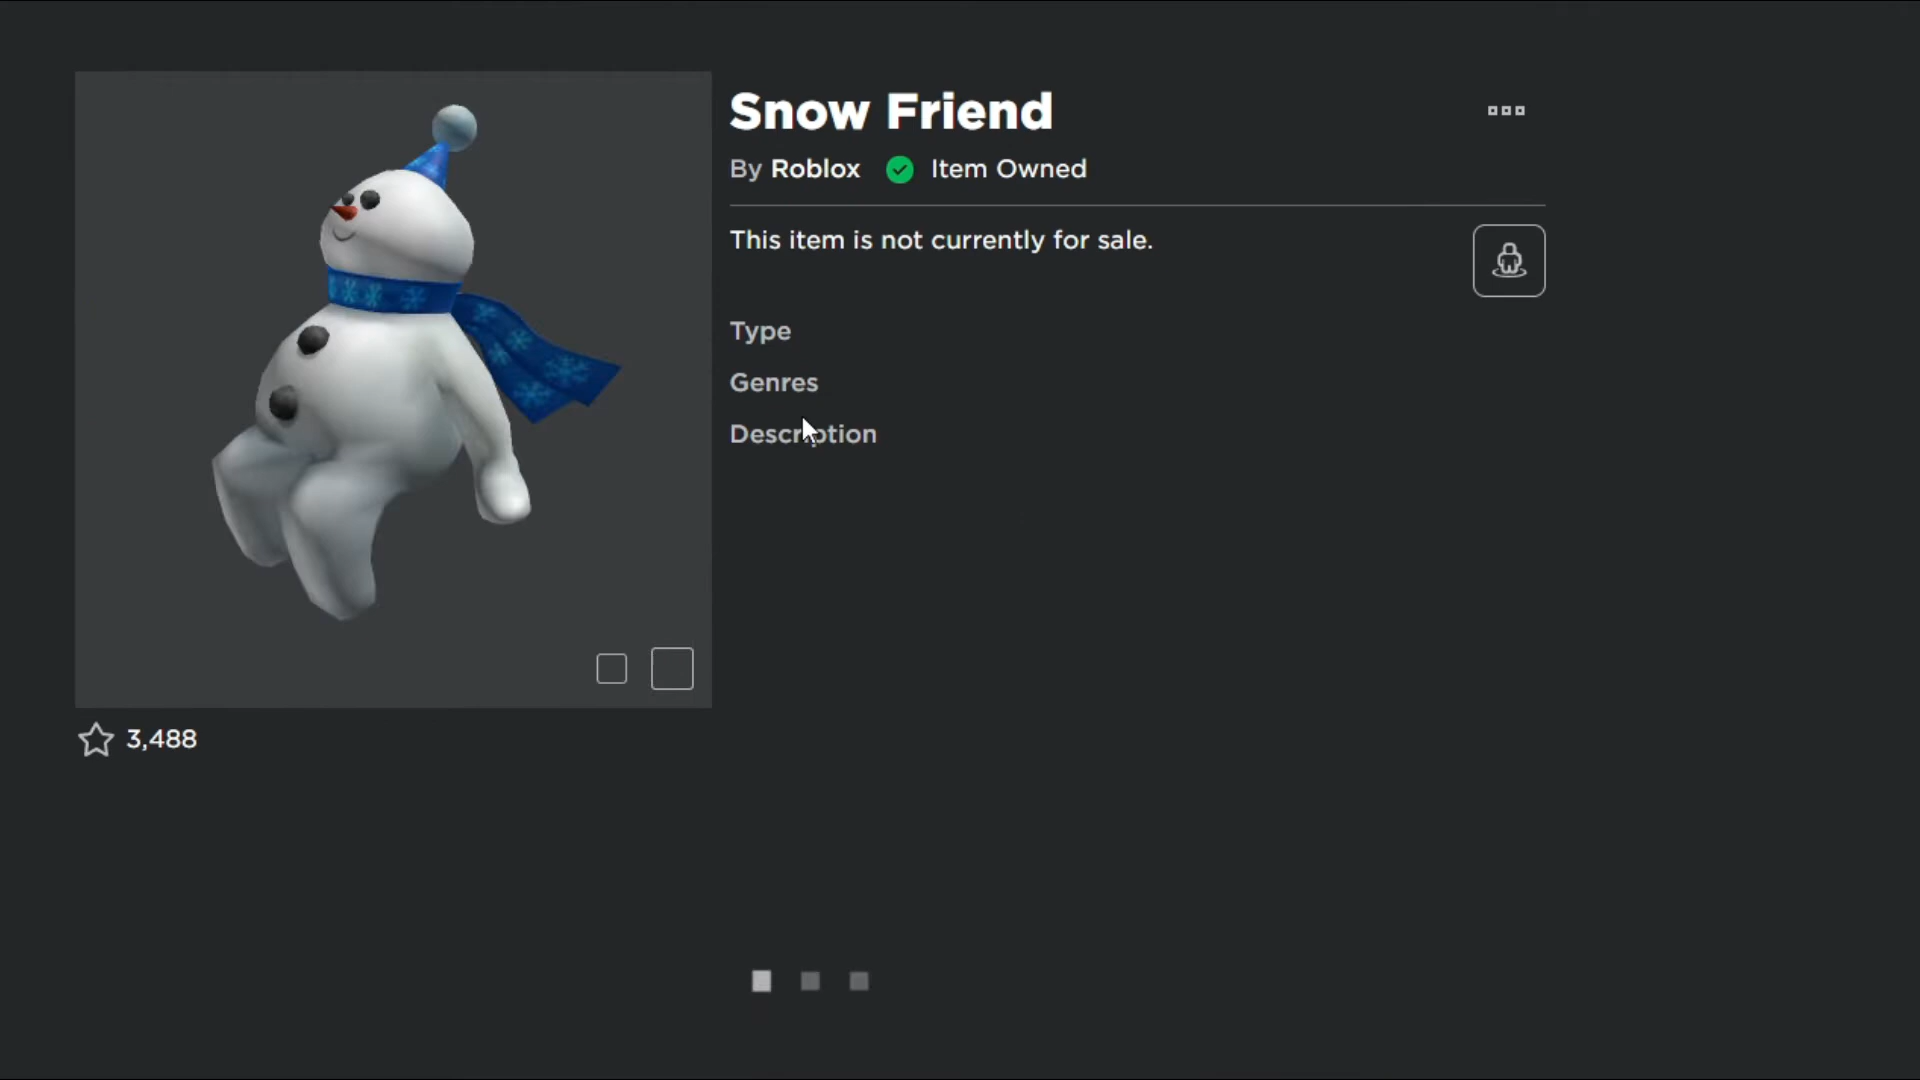 Snow Friend
By Roblox Item Owned
This item is not currently for sale.
Type
Genres
Description
3,488